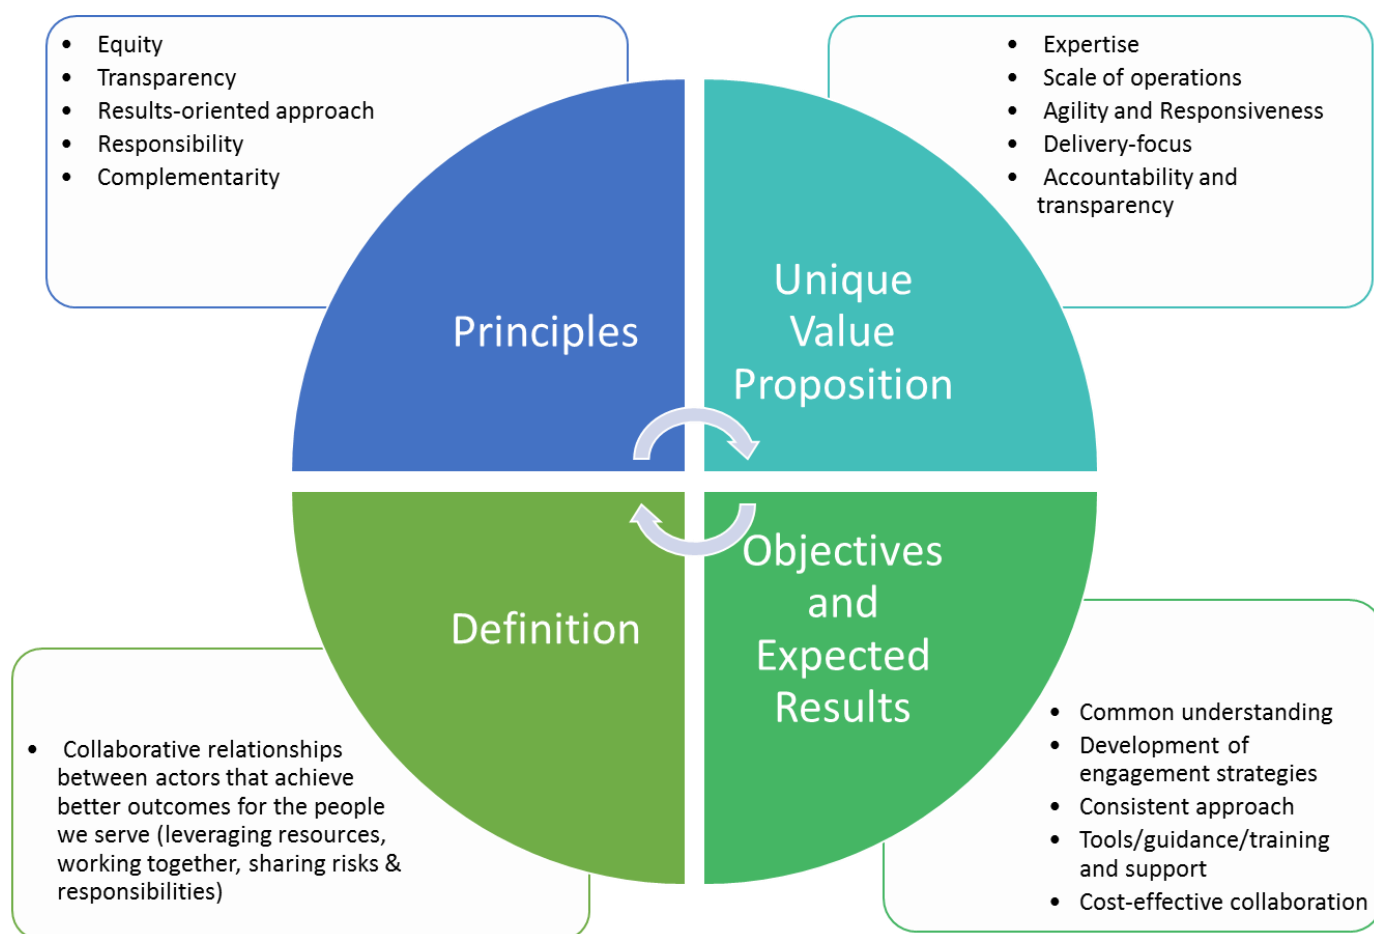 • Equity
• Transparency
• Results-oriented approach
• Responsibility
• Complementarity
• Expertise
• Scale of operations
• Agility and Responsiveness
• Delivery-focus
• Accountability and
transparency
Principles
Unique
Value
Proposition
Definition
Objectives
and
Expected
Results
• Collaborative relationships
between actors that achieve
better outcomes for the people
we serve (leveraging resources,
working together, sharing risks &
responsibilities)
• Common understanding
• Development of
engagement strategies
• Consistent approach
• Tools/guidance/training
and support
• Cost-effective collaboration